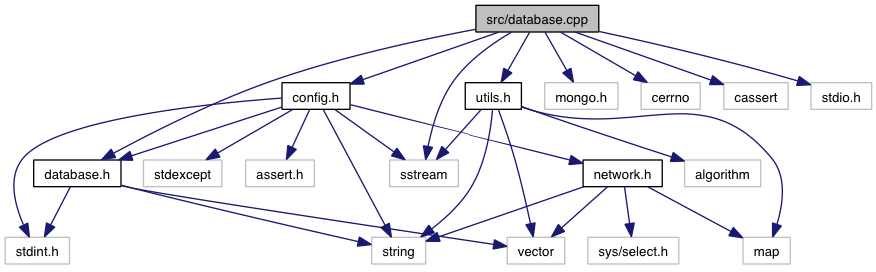 src/database.cpp
config.h
utils.h
mongo.h
cerrno
cassert
stdio.h
database.h
stdexcept
assert.h
sstream
network.h
algorithm
stdint.h
string
vector
sys/select.h
map